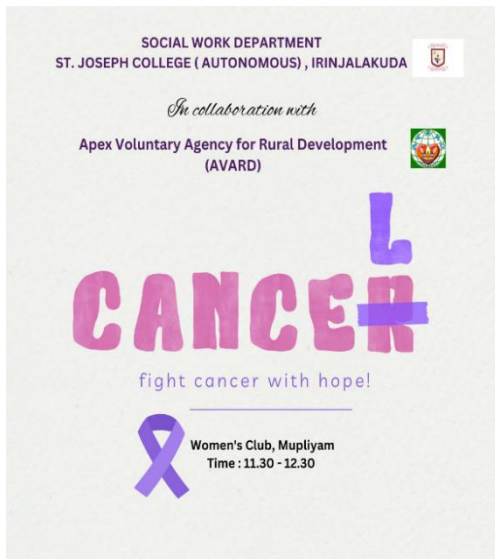 SOCIAL WORK DEPARTMENT
ST. JOSEPH COLLEGE ( AUTONOMOUS) , IRINJALAKUDA
In collaboration with
Apex Voluntary Agency for Rural Development
(AVARD)
L
CANCER
fight cancer with hope!
Women's Club, Mupliyam
Time : 11.30 - 12.30